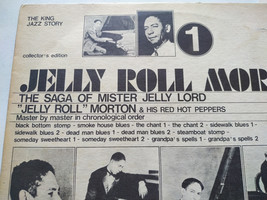 THE KING
JAZZ STORY
1
collector's edition
JELLY ROLL MOR
THE SAGA OF MISTER JELLY LORD
"JELLY ROLL" MORTON & HIS RED HOT PEPPERS
Master by master in chronological order
black bottom stomp - smoke house blues - the chant - the chant 2 - sidewalk blues 1 -
sidewalk blues 2 - dead man blues 1 - dead man blues 2 - steamboat stomp -
someday sweetheart 1 - someday sweetheart 2 - grandpa's spells 1 - grandpa's spells 2